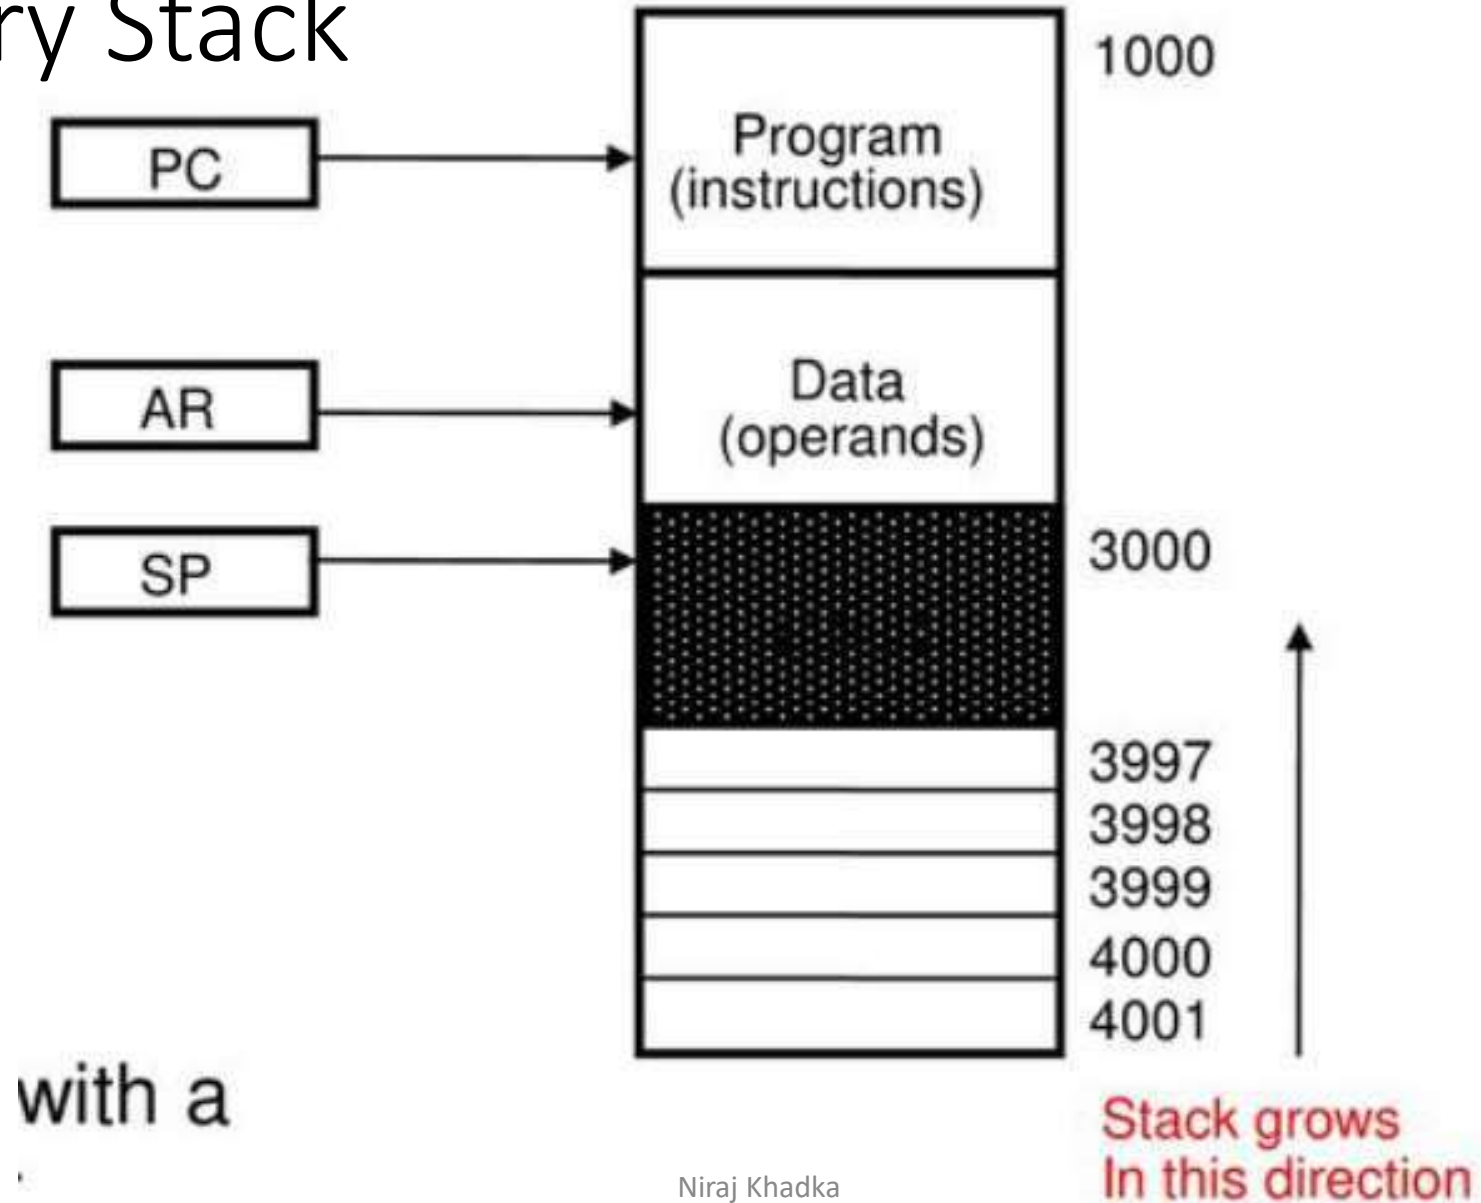 ry Stack
1000
PC
Program
(instructions)
AR
Data
(operands)
SP
3000
3997
3998
3999
4000
4001
with a
Stack grows
In this direction
Niraj Khadka